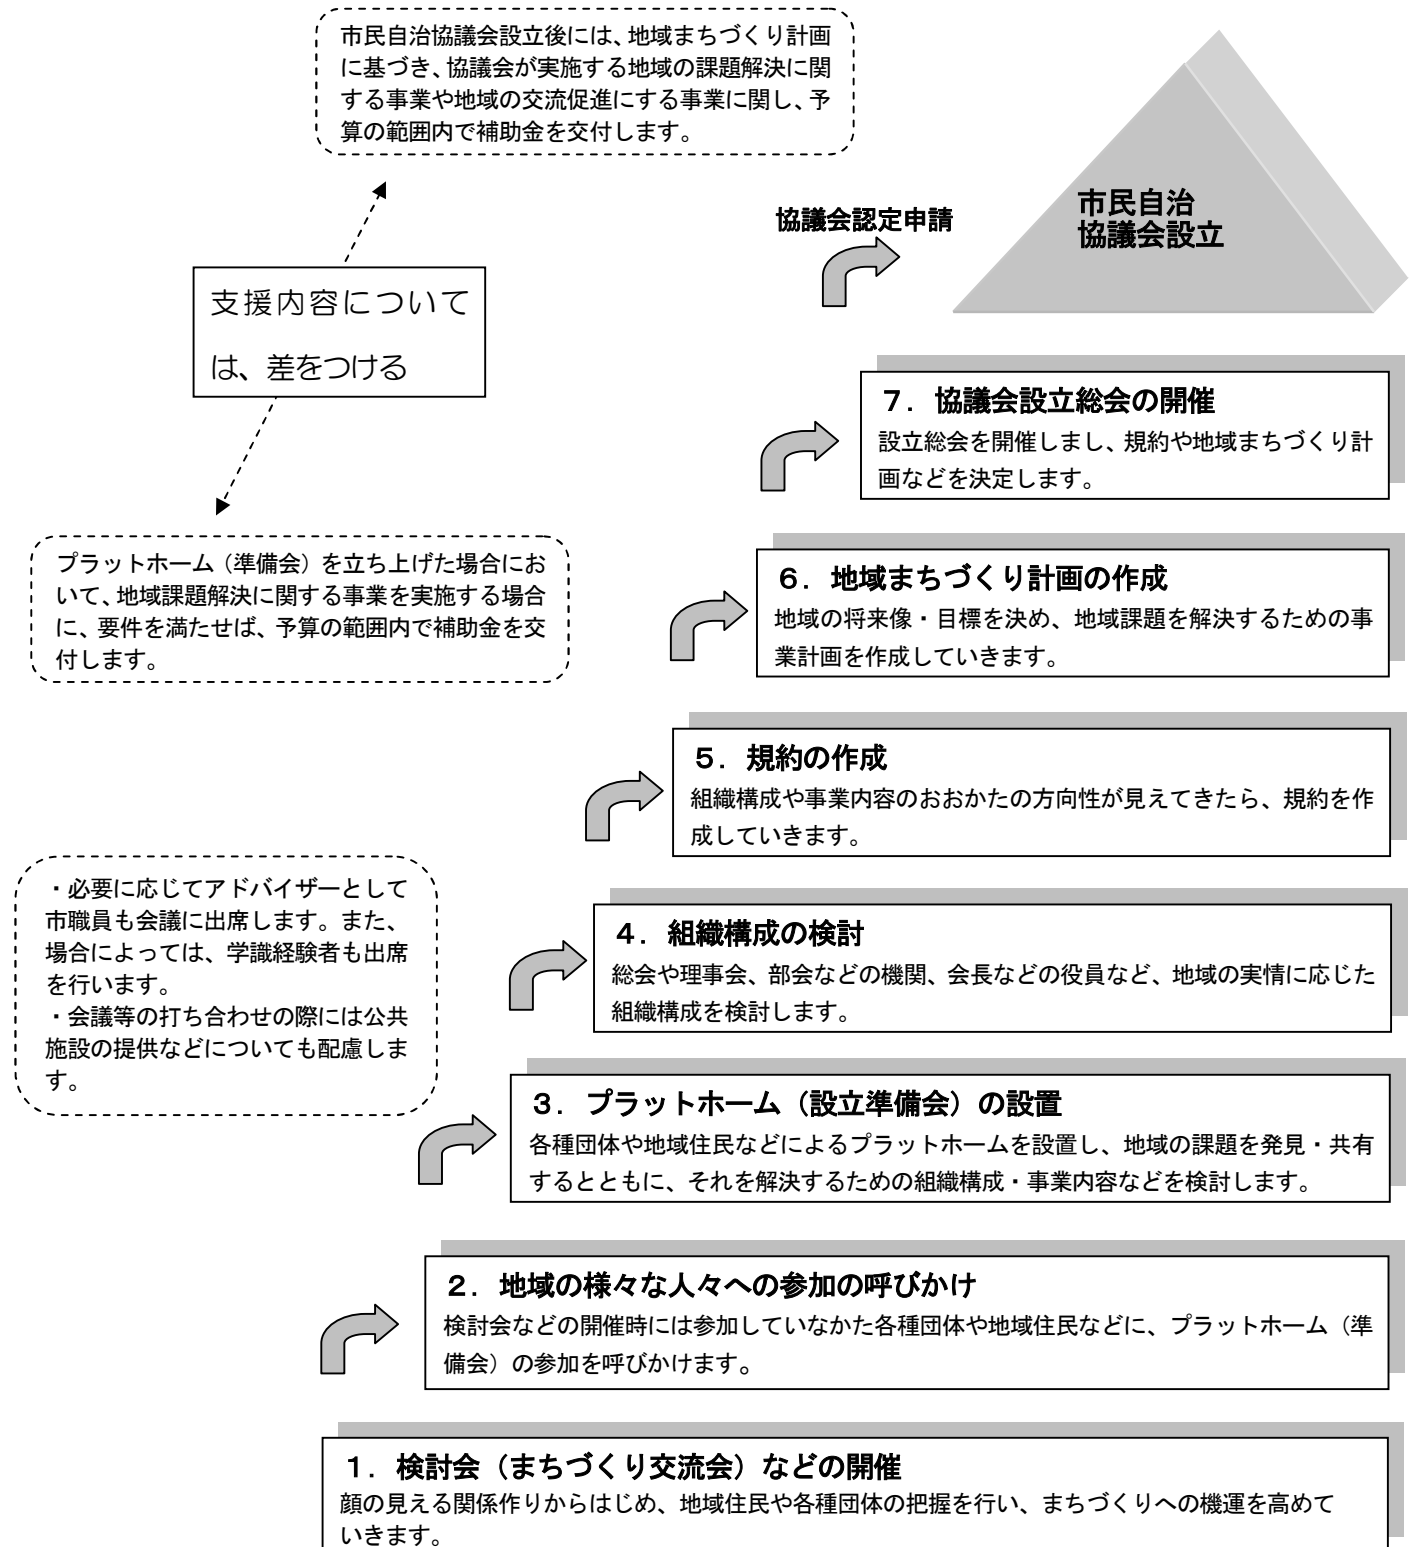 市民自治協議会設立後には、地域まちづくり計画
に基づき、協議会が実施する地域の課題解決に関
する事業や地域の交流促進にする事業に関し、予
算の範囲内で補助金を交付します。
協議会認定申請
市民自治
協議会設立
支援内容について
は、差をつける
７．協議会設立総会の開催
設立総会を開催しまし、規約や地域まちづくり計
画などを決定します。
プラットホーム（準備会）を立ち上げた場合にお
いて、地域課題解決に関する事業を実施する場合
に、要件を満たせば、予算の範囲内で補助金を交
付します。
６．地域まちづくり計画の作成
地域の将来像・目標を決め、地域課題を解決するための事
業計画を作成していきます。
５．規約の作成
組織構成や事業内容のおおかたの方向性が見えてきたら、規約を作
成していきます。
・必要に応じてアドバイザーとして
市職員も会議に出席します。また、
場合によっては、学識経験者も出席
を行います。
・会議等の打ち合わせの際には公共
施設の提供などについても配慮しま
す。
４．組織構成の検討
総会や理事会、部会などの機関、会長などの役員など、地域の実情に応じた
組織構成を検討します。
３．プラットホーム（設立準備会）の設置
各種団体や地域住民などによるプラットホームを設置し、地域の課題を発見・共有
するとともに、それを解決するための組織構成・事業内容などを検討します。
２．地域の様々な人々への参加の呼びかけ
検討会などの開催時には参加していなかた各種団体や地域住民などに、プラットホーム（準
備会）の参加を呼びかけます。
１．検討会（まちづくり交流会）などの開催
顔の見える関係作りからはじめ、地域住民や各種団体の把握を行い、まちづくりへの機運を高めて
いきます。